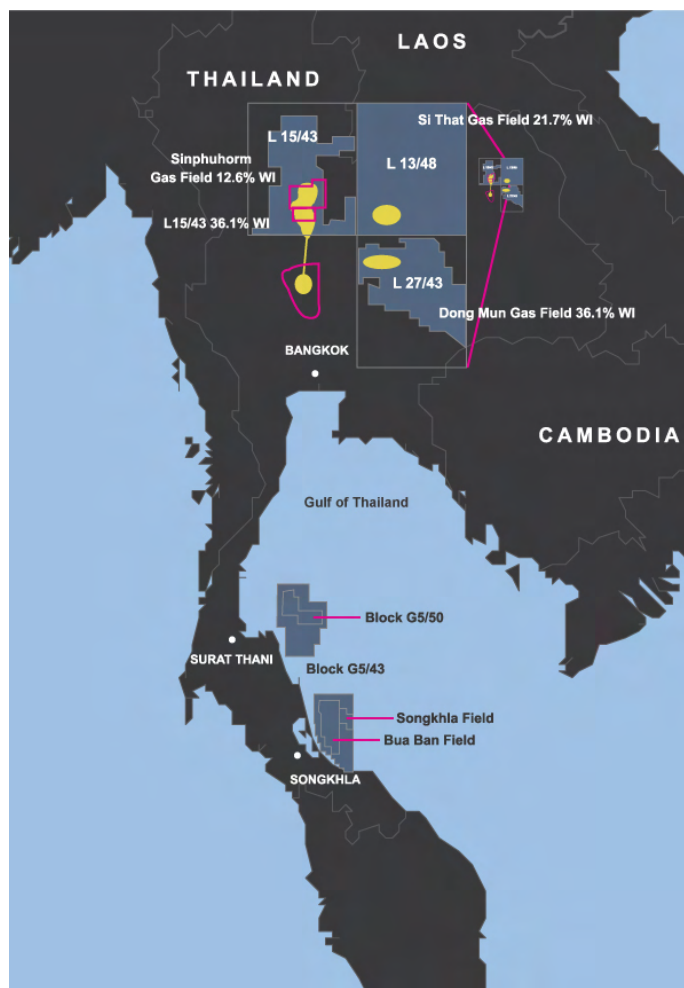 LAOS
THAILAND
Si That Gas Field 21.7% WI
L 15/43
L 13/48
Sinphuhorm
Gas Field 12.6% WI
L15/43 36.1% WI
L 27/43
Dong Mun Gas Field 36.1% WI
BANGKOK
CAMBODIA
Gulf of Thailand
Block G5/50
SURAT THANI
Block G5/43
Songkhla Field
Bua Ban Field
SONGKHLA